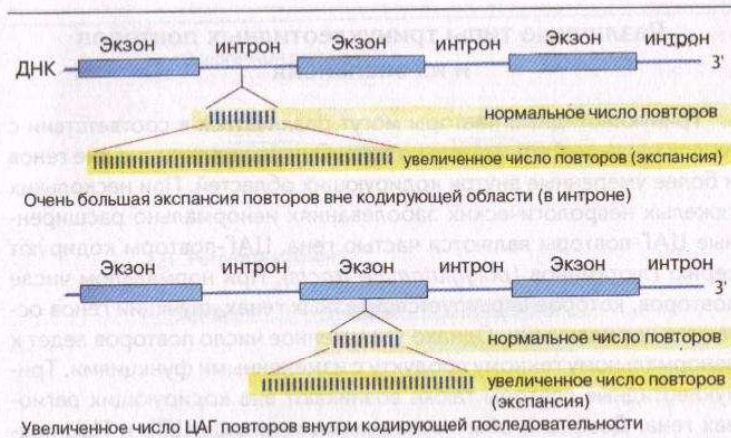 Экзон интрон Экзон интрон Экзон интрон
ДНК 3'
нормальное число повторов
увеличенное число повторов (экспансия)
Очень большая экспансия повторов вне кодирующей области (в интроне)
Экзон интрон Экзон интрон Экзон интрон
3'
нормальное число повторов
увеличенное число повторов
(экспансия)
Увеличенное число ЦАГ повторов внутри кодирующей последовательности